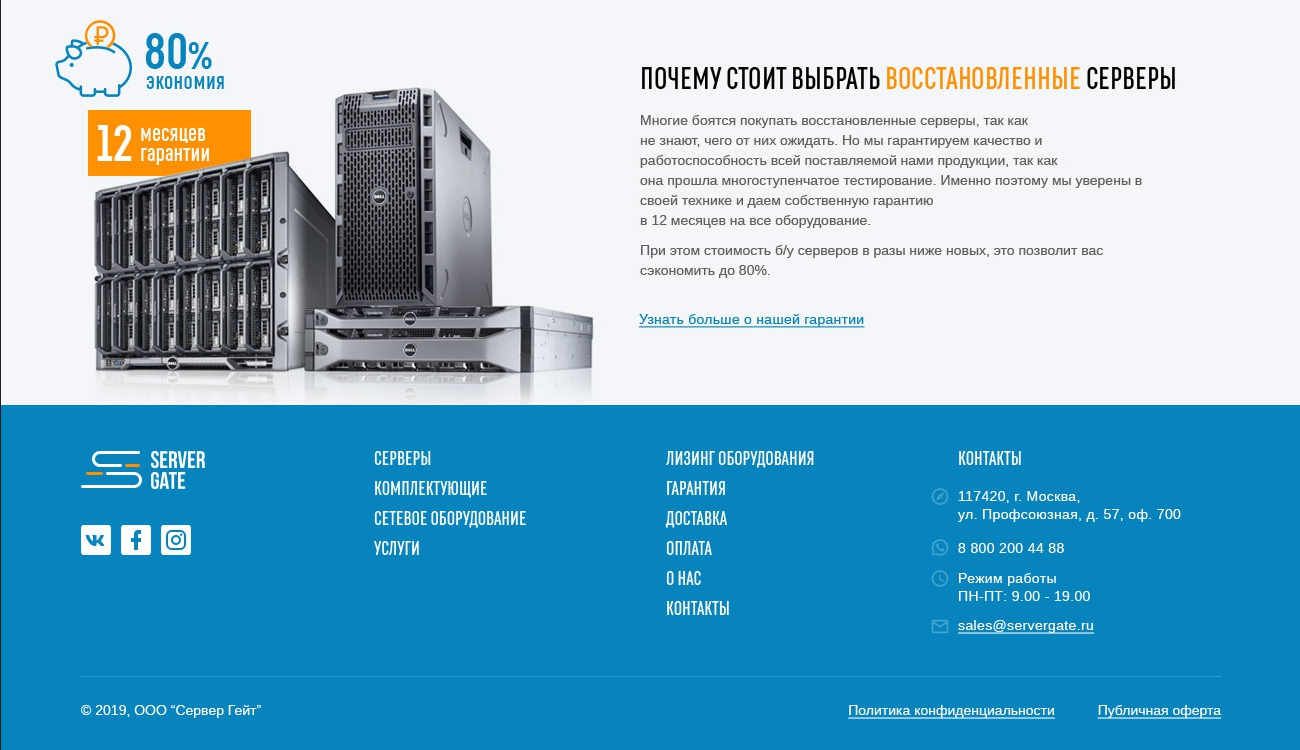 80%
ЭКОНОМИЯ
12 месяцев
гарантии
ПОЧЕМУ СТОИТ ВЫБРАТЬ ВОССТАНОВЛЕННЫЕ СЕРВЕРЫ
Многие боятся покупать восстановленные серверы, так как
не знают, чего от них ожидать. Но мы гарантируем качество и
работоспособность всей поставляемой нами продукции, так как
она прошла многоступенчатое тестирование. Именно поэтому мы уверены в
своей технике и даем собственную гарантию
в 12 месяцев на все оборудование.
При этом стоимость б/у серверов в разы ниже новых, это позволит вас
сэкономить до 80%.
Узнать больше о нашей гарантии
DELL
DELL
DELL
DELL
SERVER
GATE
СЕРВЕРЫ
КОМПЛЕКТУЮЩИЕ
СЕТЕВОЕ ОБОРУДОВАНИЕ
УСЛУГИ
ЛИЗИНГ ОБОРУДОВАНИЯ
ГАРАНТИЯ
ДОСТАВКА
ОПЛАТА
О НАС
КОНТАКТЫ
КОНТАКТЫ
117420, г. Москва,
ул. Профсоюзная, д. 57, оф. 700
8 800 200 44 88
Режим работы
ПН-ПТ: 9.00 - 19.00
sales@servergate.ru
© 2019, ООО “Сервер Гейт”
Политика конфиденциальности
Публичная оферта